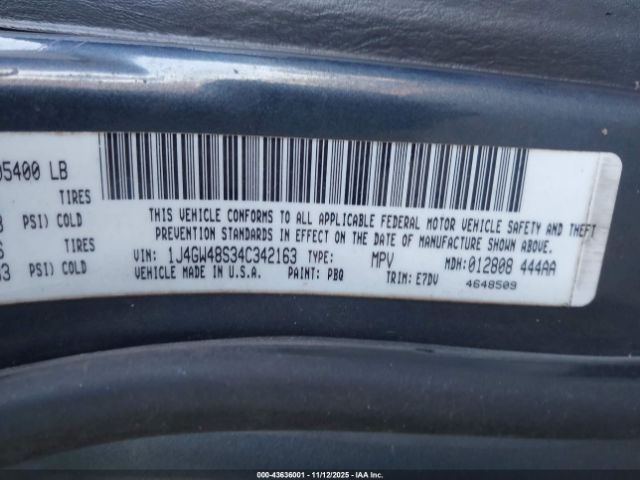 05400 LB
TIRES
PSI) COLD
TIRES
PSI) COLD
THIS VEHICLE CONFORMS TO ALL APPLICABLE FEDERAL MOTOR VEHICLE SAFETY AND THEFT
PREVENTION STANDARDS IN EFFECT ON THE DATE OF MANUFACTURE SHOWN ABOVE.
VIN: 1J4GW48S34C342163 TYPE: MPV MDH: 012808 444AA
VEHICLE MADE IN U.S.A. PAINT: PBQ TRIM: E7DV
4648509
000-43636001 - 11/12/2025 - IAA Inc.